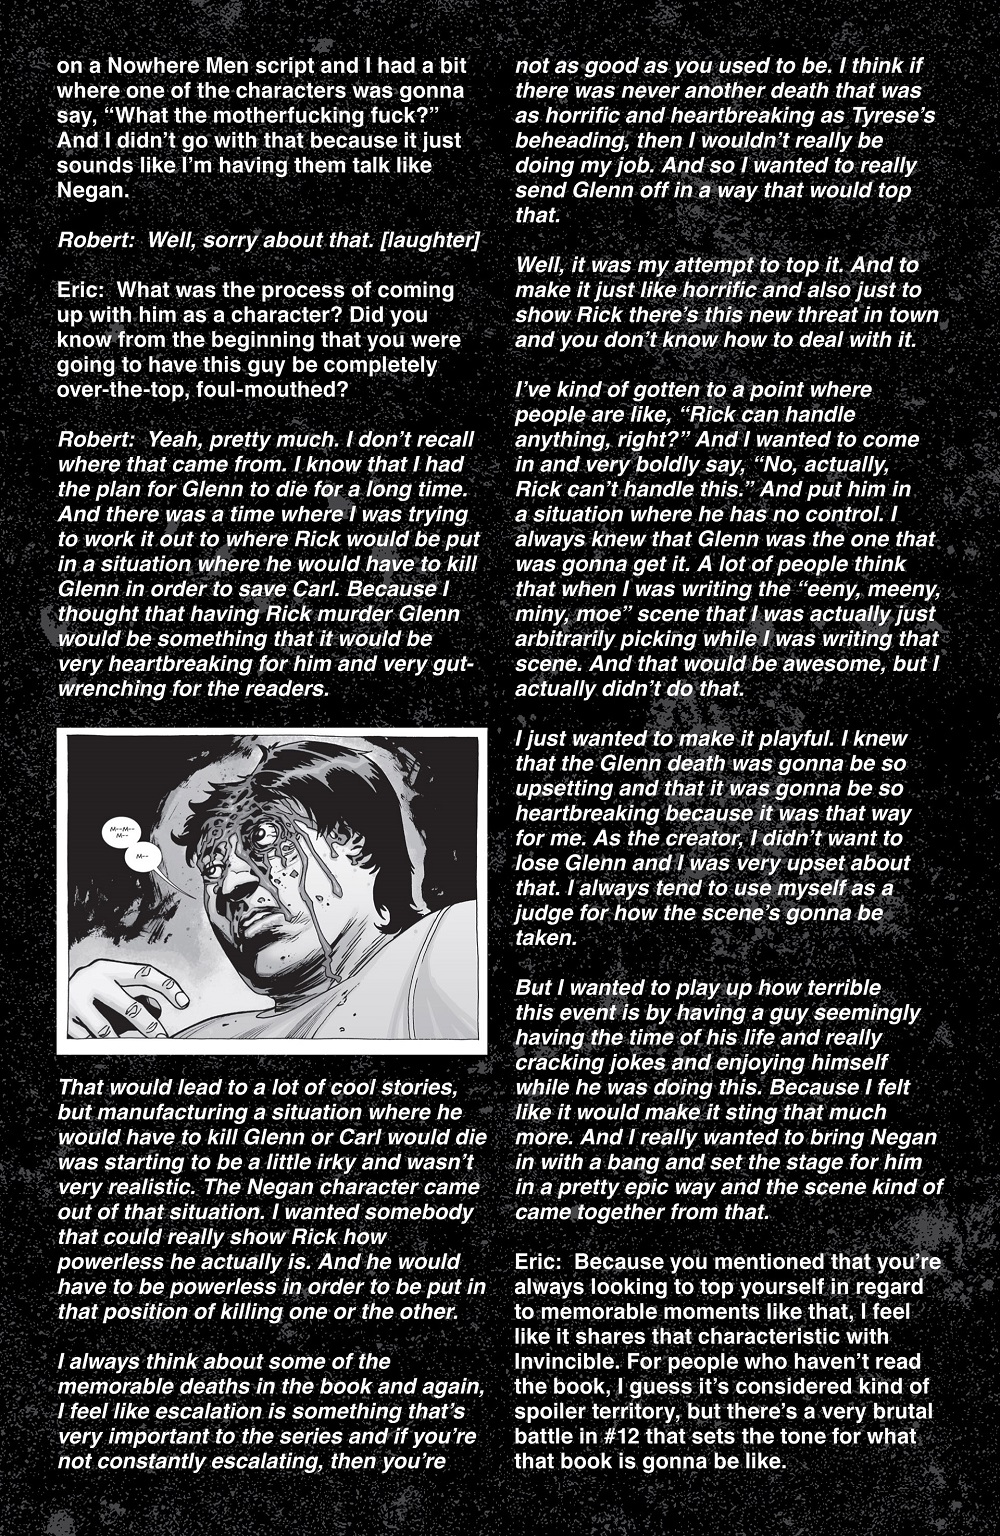 on a Nowhere Men script and I had a bit
where one of the characters was gonna
say, “What the motherfucking fuck?”
And I didn’t go with that because it just
sounds like I’m having them talk like
Negan.
Robert:  Well, sorry about that. [laughter]
Eric:  What was the process of coming
up with him as a character? Did you
know from the beginning that you were
going to have this guy be completely
over-the-top, foul-mouthed?
Robert:  Yeah, pretty much. I don’t recall
where that came from. I know that I had
the plan for Glenn to die for a long time.
And there was a time where I was trying
to work it out to where Rick would be put
in a situation where he would have to kill
Glenn in order to save Carl. Because I
thought that having Rick murder Glenn
would be something that it would be
very heartbreaking for him and very gut-
wrenching for the readers.
M--M--
M--
M--
That would lead to a lot of cool stories,
but manufacturing a situation where he
would have to kill Glenn or Carl would die
was starting to be a little irky and wasn’t
very realistic. The Negan character came
out of that situation. I wanted somebody
that could really show Rick how
powerless he actually is. And he would
have to be powerless in order to be put in
that position of killing one or the other.
I always think about some of the
memorable deaths in the book and again,
I feel like escalation is something that’s
very important to the series and if you’re
not constantly escalating, then you’re
not as good as you used to be. I think if
there was never another death that was
as horrific and heartbreaking as Tyrese’s
beheading, then I wouldn’t really be
doing my job. And so I wanted to really
send Glenn off in a way that would top
that.
Well, it was my attempt to top it. And to
make it just like horrific and also just to
show Rick there’s this new threat in town
and you don’t know how to deal with it.
I’ve kind of gotten to a point where
people are like, “Rick can handle
anything, right?” And I wanted to come
in and very boldly say, “No, actually,
Rick can’t handle this.” And put him in
a situation where he has no control. I
always knew that Glenn was the one that
was gonna get it. A lot of people think
that when I was writing the “eeny, meeny,
miny, moe” scene that I was actually just
arbitrarily picking while I was writing that
scene. And that would be awesome, but I
actually didn’t do that.
I just wanted to make it playful. I knew
that the Glenn death was gonna be so
upsetting and that it was gonna be so
heartbreaking because it was that way
for me. As the creator, I didn’t want to
lose Glenn and I was very upset about
that. I always tend to use myself as a
judge for how the scene’s gonna be
taken.
But I wanted to play up how terrible
this event is by having a guy seemingly
having the time of his life and really
cracking jokes and enjoying himself
while he was doing this. Because I felt
like it would make it sting that much
more. And I really wanted to bring Negan
in with a bang and set the stage for him
in a pretty epic way and the scene kind of
came together from that.
Eric:  Because you mentioned that you’re
always looking to top yourself in regard
to memorable moments like that, I feel
like it shares that characteristic with
Invincible. For people who haven’t read
the book, I guess it’s considered kind of
spoiler territory, but there’s a very brutal
battle in #12 that sets the tone for what
that book is gonna be like.